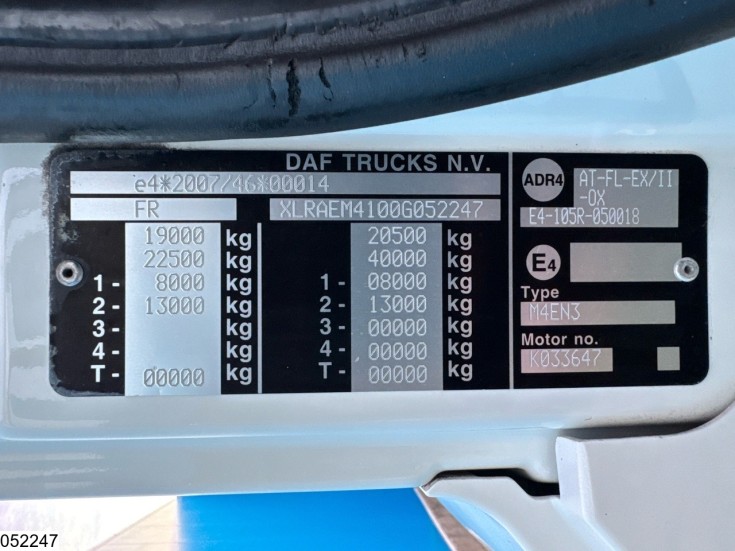 DAF TRUCKS N.V.
e4*2007/46*00014
FR XLRAEM4100G052247
19000 kg 20500 kg
22500 kg 40000 kg
1- 8000 kg 1- 08000 kg
2- 13000 kg 2- 13000 kg
3- kg 3- 00000 kg
4- kg 4- 00000 kg
T- 00000 kg T- 00000 kg
ADR4 AT-FL-EX/II
-OX
E4-105R-050018
E4
Type
M4EN3
Motor no.
K033647
052247